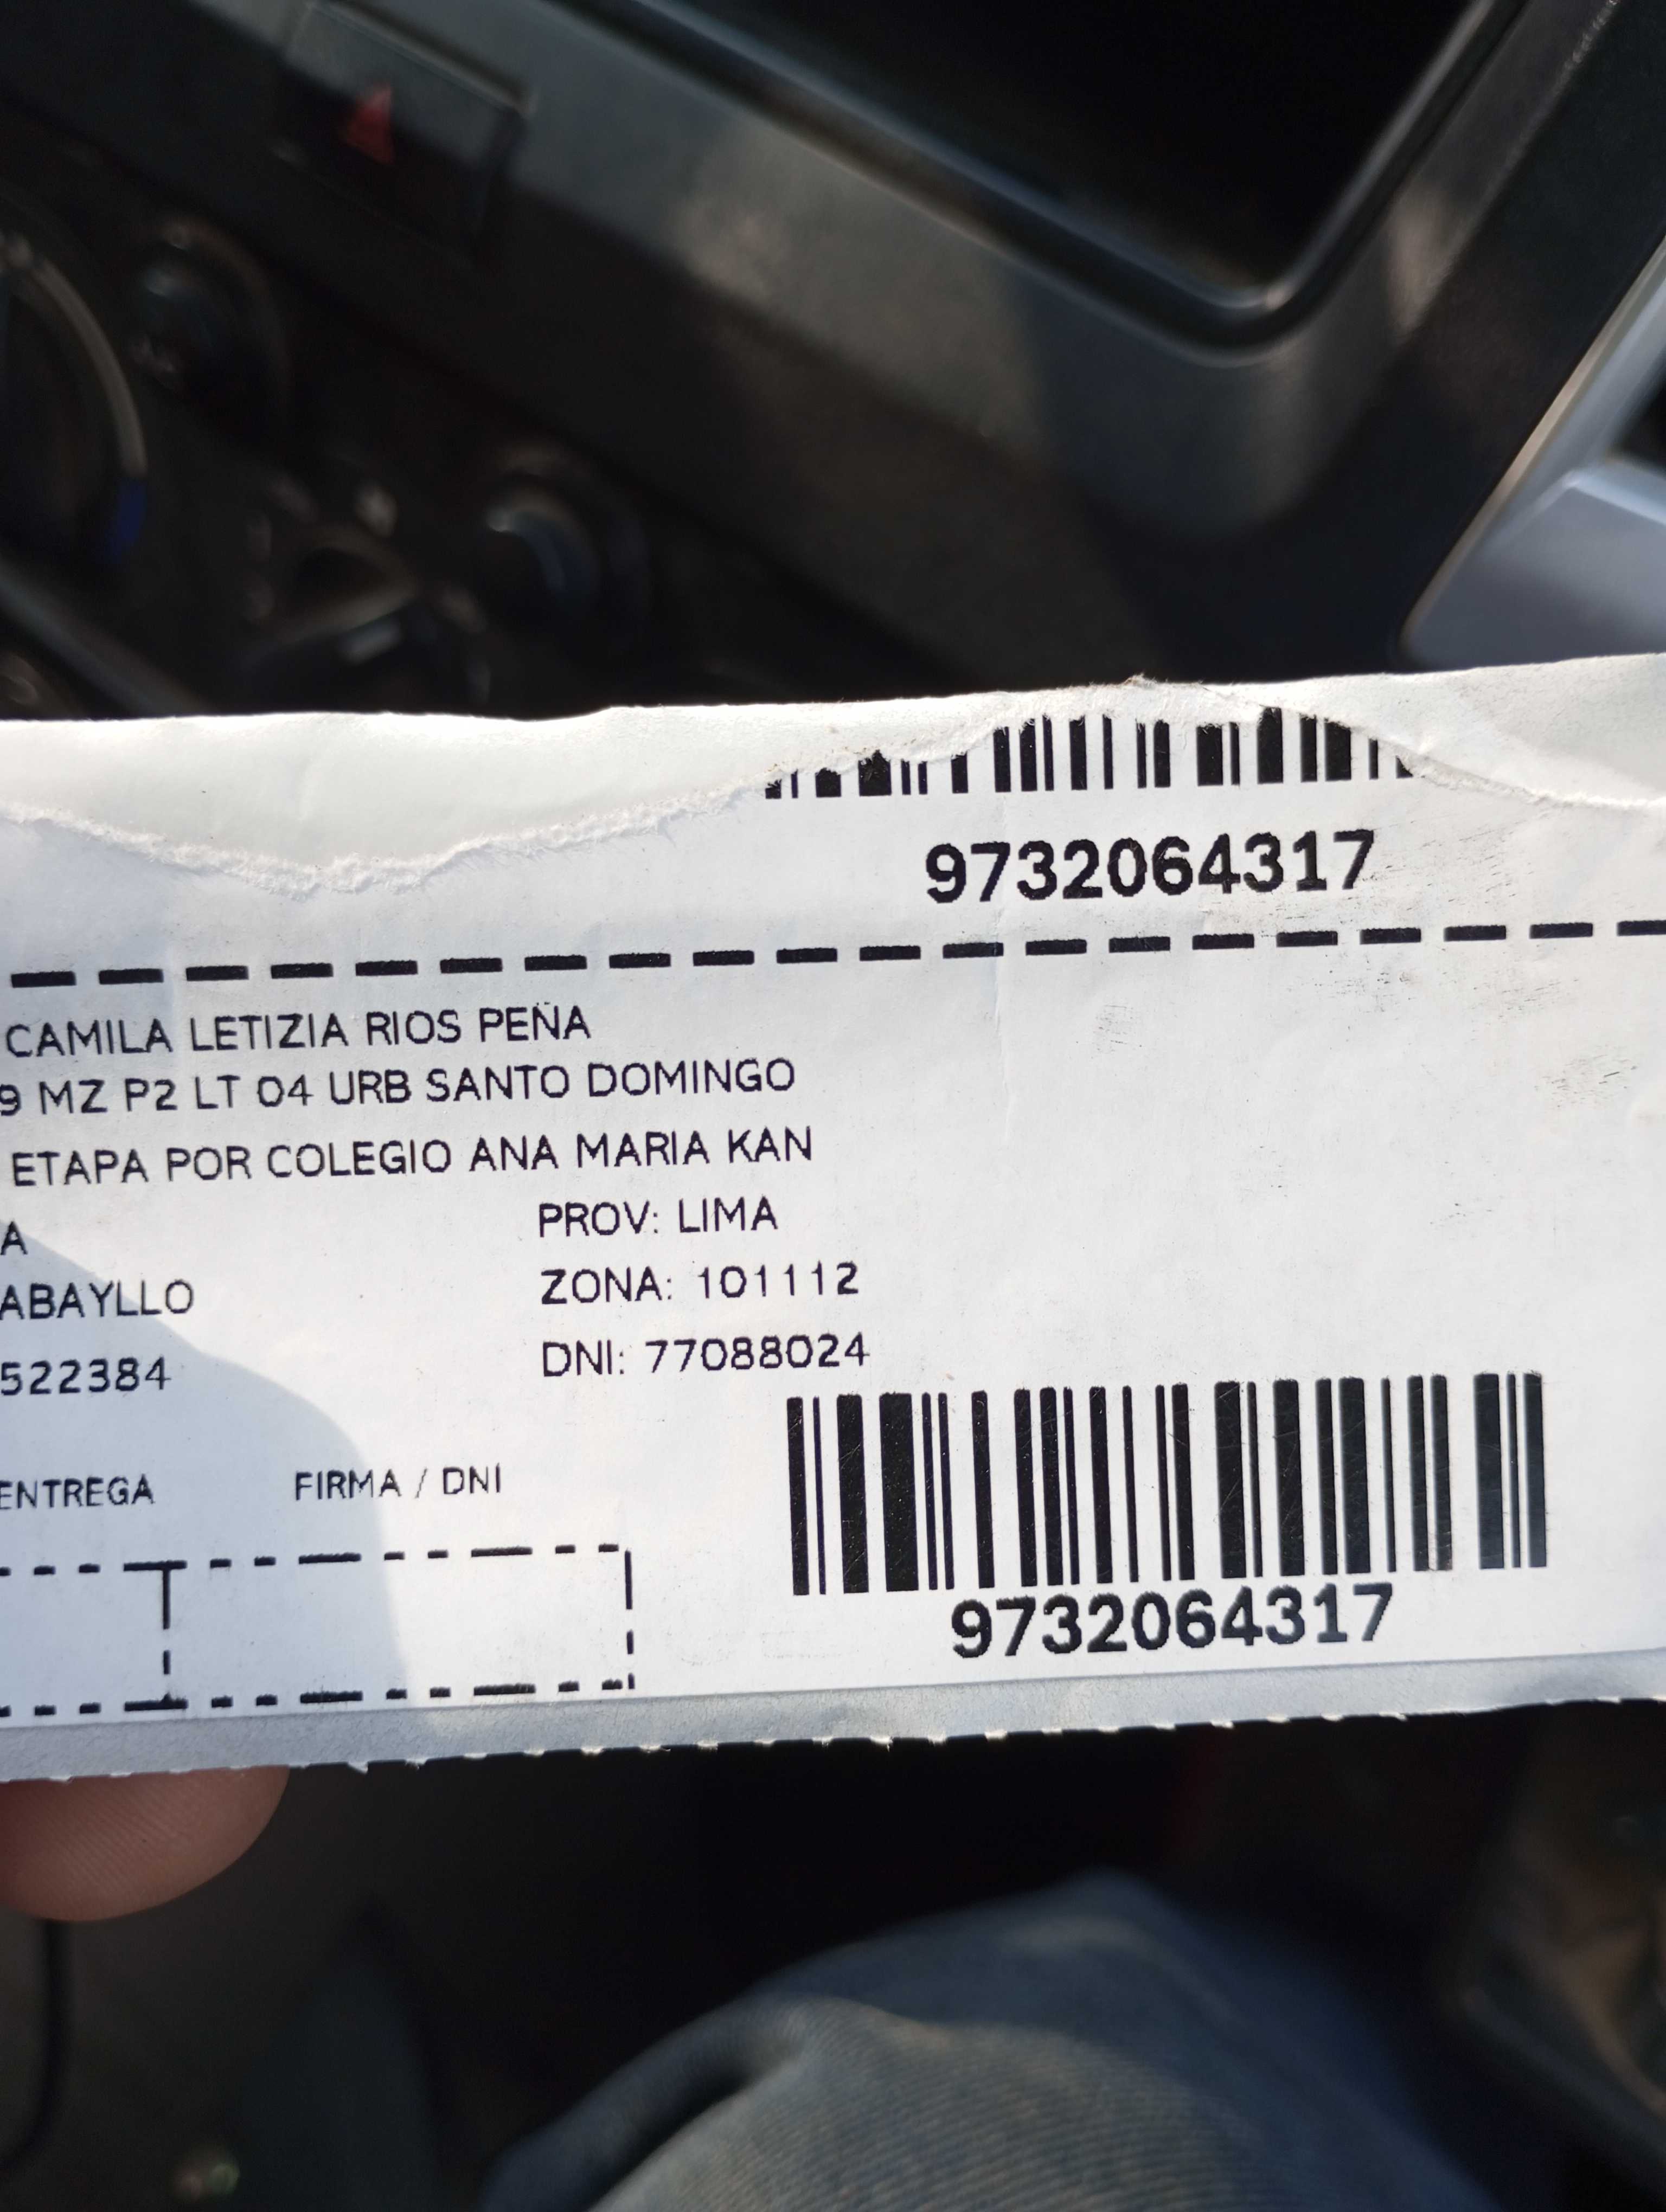 9732064317
CAMILA LETIZIA RIOS PEÑA
9 MZ P2 LT 04 URB SANTO DOMINGO
ETAPA POR COLEGIO ANA MARIA KAN
A PROV: LIMA
ABAYLLO ZONA: 101112
522384 DNI: 77088024
ENTREGA FIRMA / DNI
9732064317